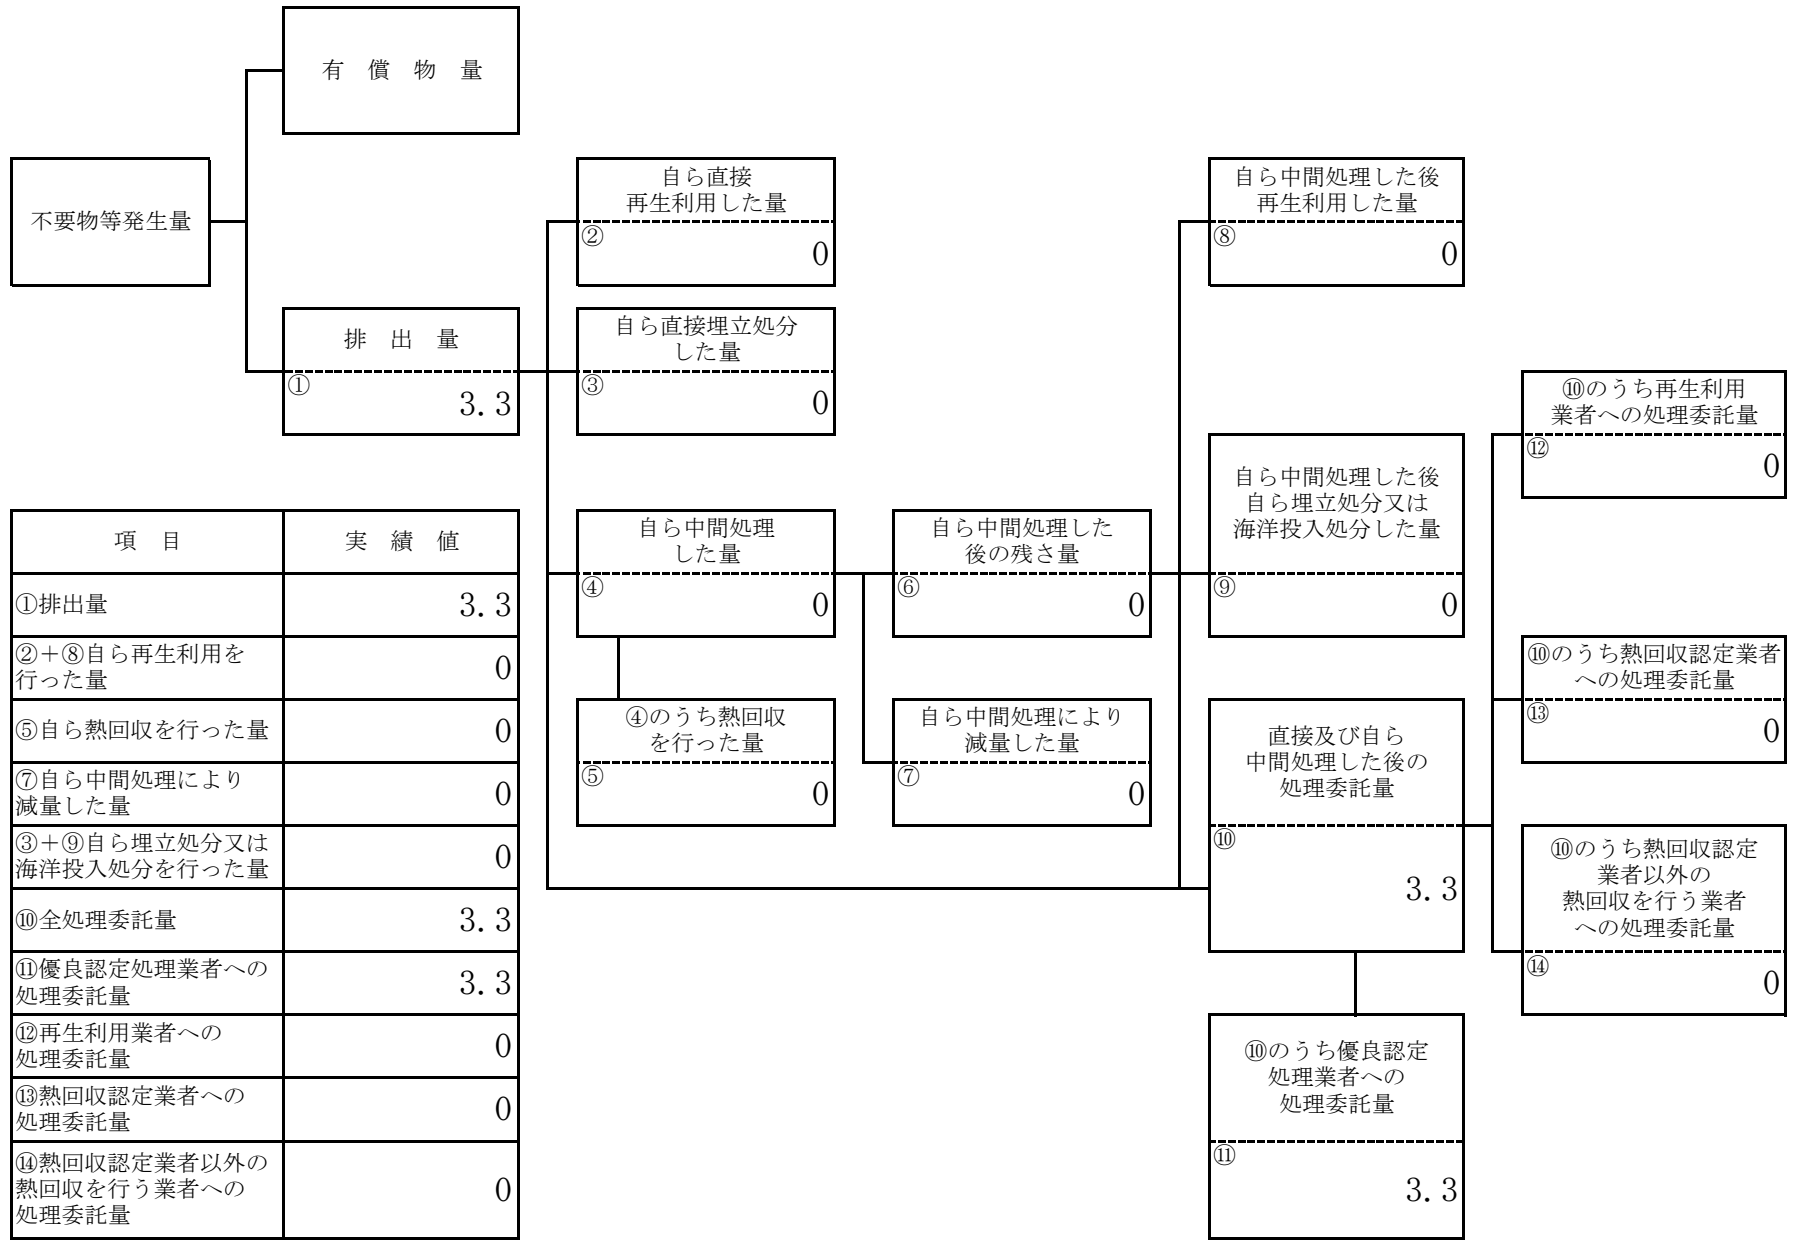 有　償　物　量
不要物等発生量
排　出　量
①
3.3
自ら直接
再生利用した量
②
0
自ら直接埋立処分
した量
③
0
自ら中間処理
した量
④
0
④のうち熱回収
を行った量
⑤
0
自ら中間処理した
後の残さ量
⑥
0
自ら中間処理により
減量した量
⑦
0
自ら中間処理した後
再生利用した量
⑧
0
自ら中間処理した後
自ら埋立処分又は
海洋投入処分した量
⑨
0
直接及び自ら
中間処理した後の
処理委託量
⑩
3.3
⑩のうち優良認定
処理業者への
処理委託量
⑪
3.3
⑩のうち再生利用
業者への処理委託量
⑫
0
⑩のうち熱回収認定業者
への処理委託量
⑬
0
⑩のうち熱回収認定
業者以外の
熱回収を行う業者
への処理委託量
⑭
0
項　目　実　績　値
①排出量　3.3
②＋⑧自ら再生利用を
行った量　0
⑤自ら熱回収を行った量　0
⑦自ら中間処理により
減量した量　0
③＋⑨自ら埋立処分又は
海洋投入処分を行った量　0
⑩全処理委託量　3.3
⑪優良認定処理業者への
処理委託量　3.3
⑫再生利用業者への
処理委託量　0
⑬熱回収認定業者への
処理委託量　0
⑭熱回収認定業者以外の
熱回収を行う業者への
処理委託量　0